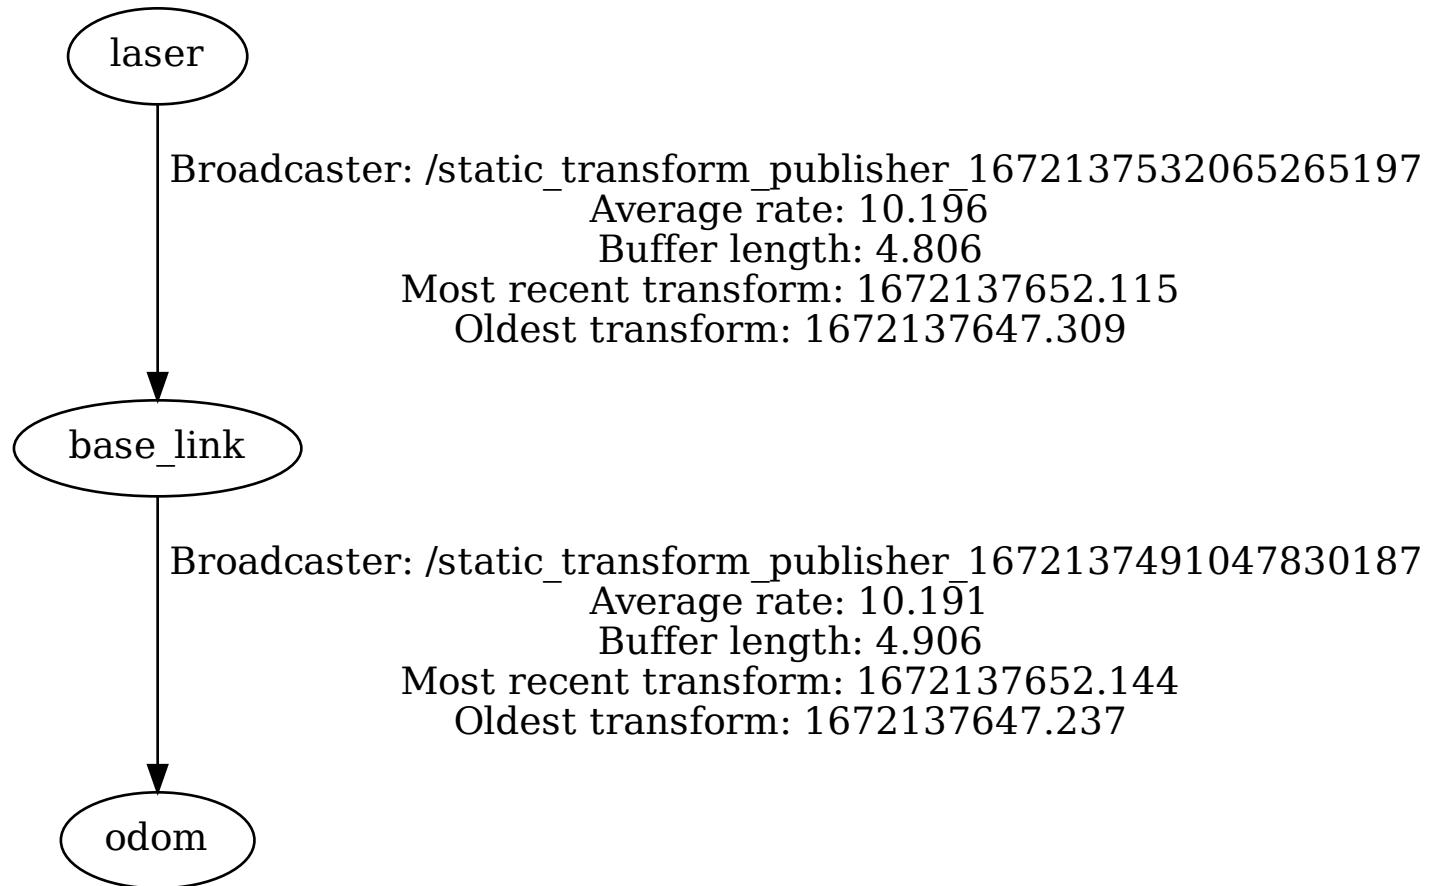 laser
Broadcaster: /static_transform_publisher_1672137532065265197
Average rate: 10.196
Buffer length: 4.806
Most recent transform: 1672137652.115
Oldest transform: 1672137647.309
base_link
Broadcaster: /static_transform_publisher_1672137491047830187
Average rate: 10.191
Buffer length: 4.906
Most recent transform: 1672137652.144
Oldest transform: 1672137647.237
odom